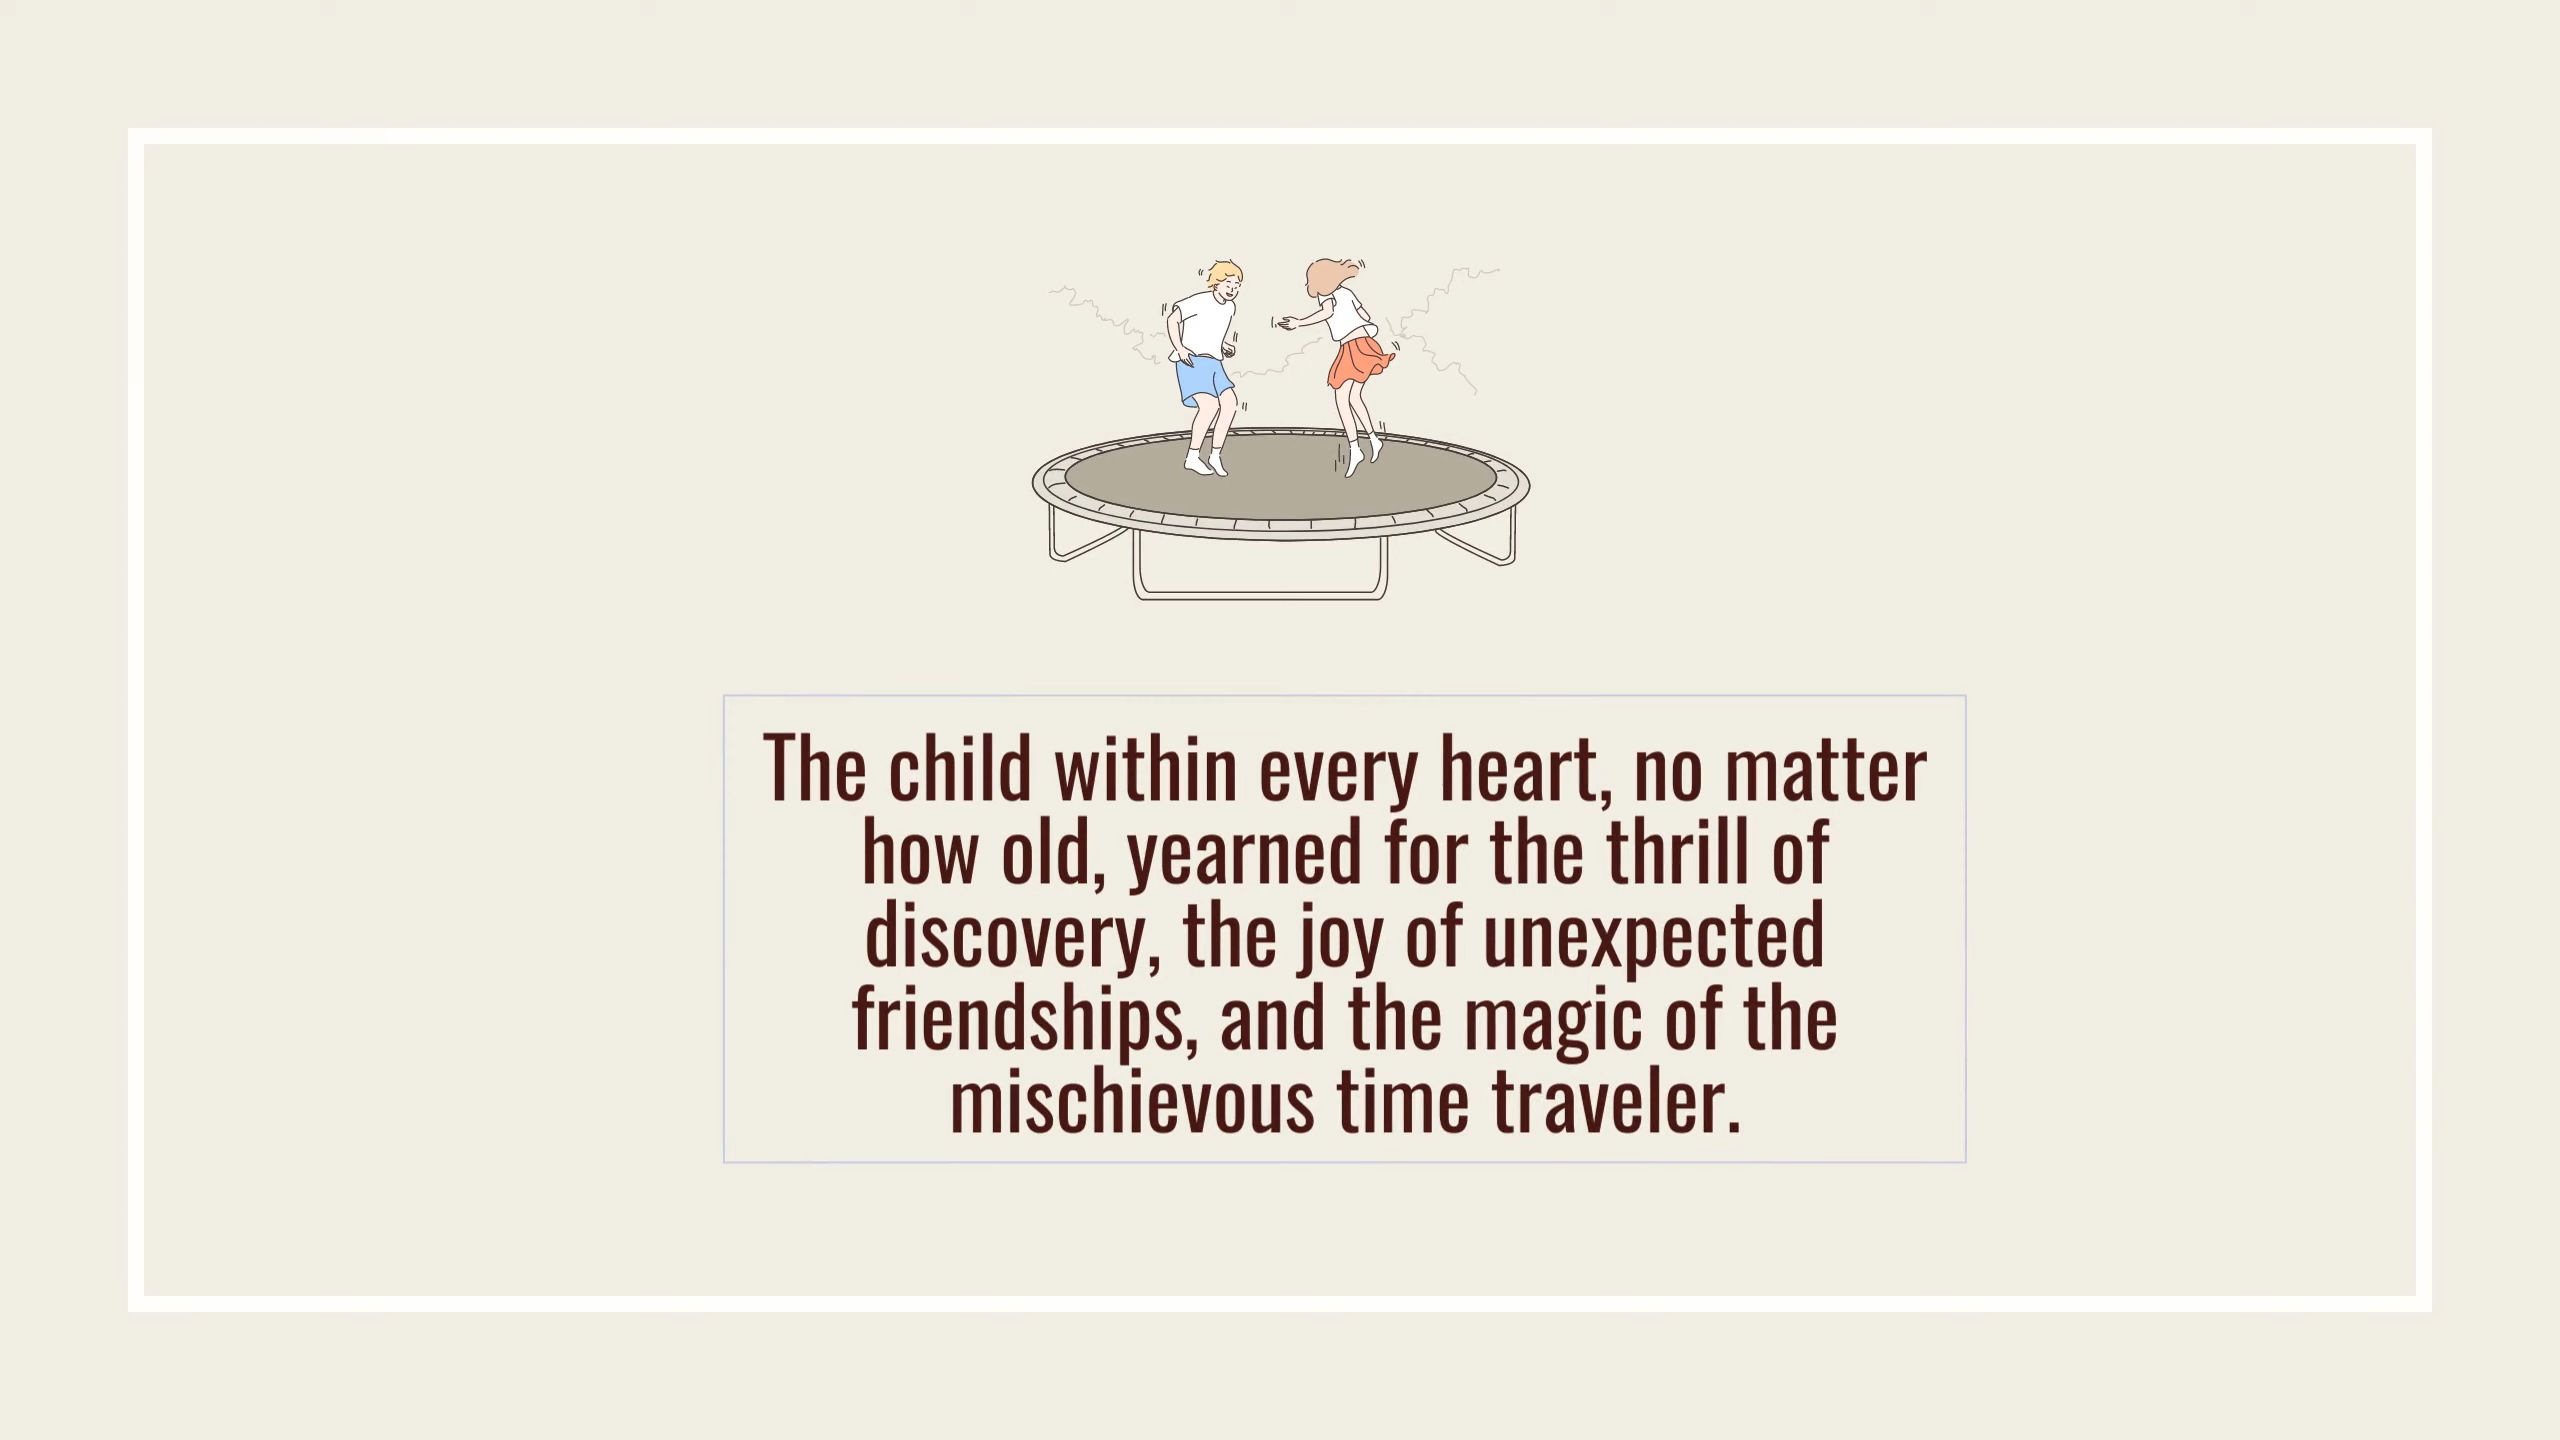 The child within every heart, no matter
how old, yearned for the thrill of
discovery, the joy of unexpected
friendships, and the magic of the
mischievous time traveler.